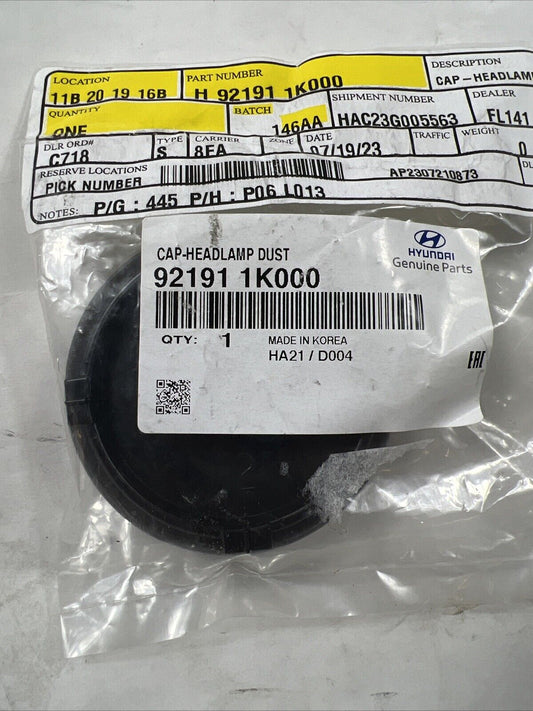 LOCATION PART NUMBER DESCRIPTION
11B 20 19 16B H 92191 1K000 CAP-HEADLAMP
QUANTITY BATCH SHIPMENT NUMBER DEALER
ONE 146AA HAC23G005563 FL141
DLR ORD# TYPE CARRIER ZONE DATE TRAFFIC WEIGHT
C718 S 8FA 07/19/23 0
RESERVE LOCATIONS
PICK NUMBER AP2307210873 DL
NOTES: P/G : 445 P/H : P06 L013
CAP-HEADLAMP DUST
92191 1K000
HYUNDAI
Genuine Parts
QTY: 1 MADE IN KOREA
HA21 / D004
EAC